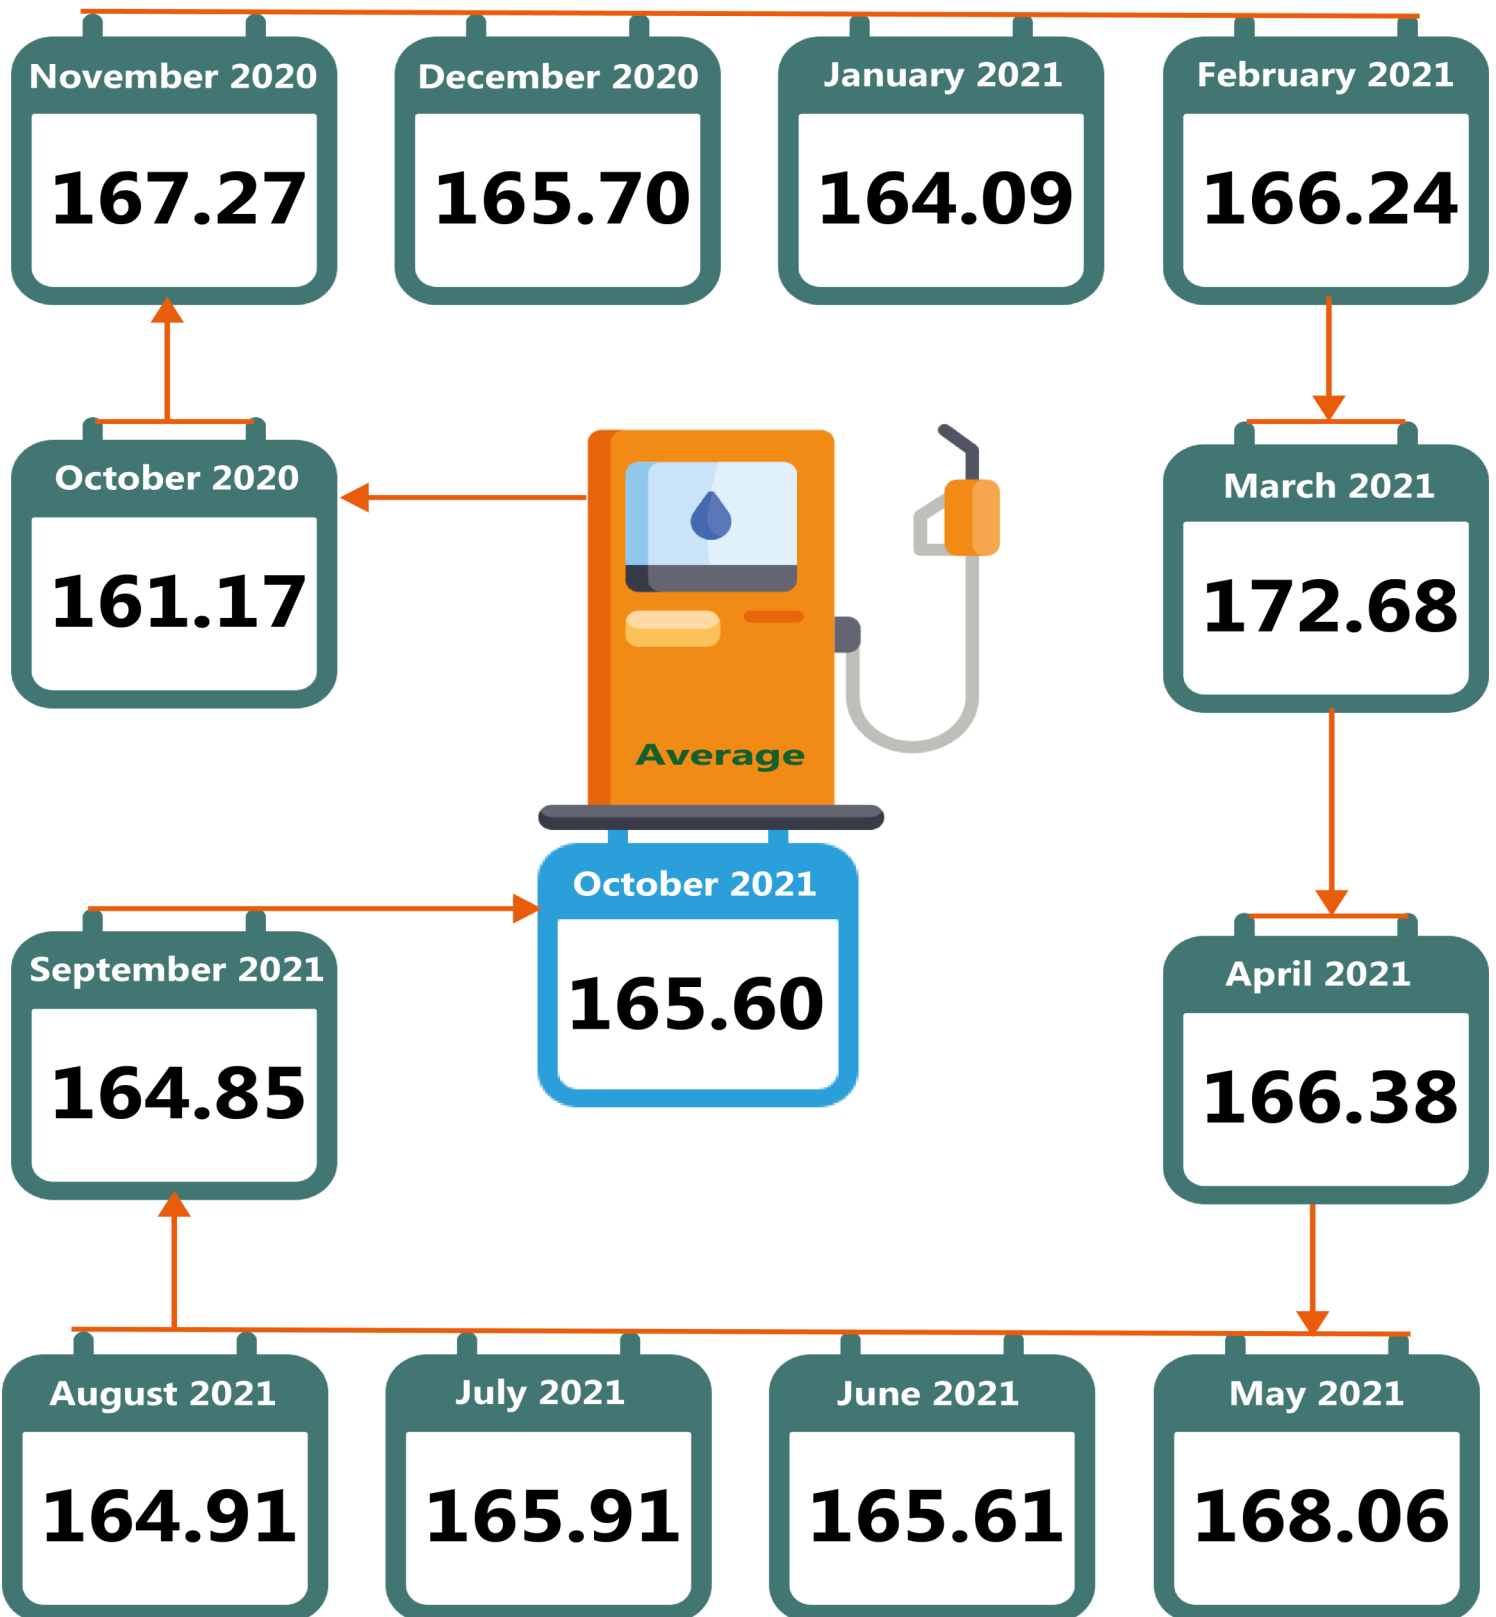 November 2020
167.27
December 2020
165.70
January 2021
164.09
February 2021
166.24
October 2020
161.17
March 2021
172.68
Average
October 2021
165.60
September 2021
164.85
April 2021
166.38
August 2021
164.91
July 2021
165.91
June 2021
165.61
May 2021
168.06